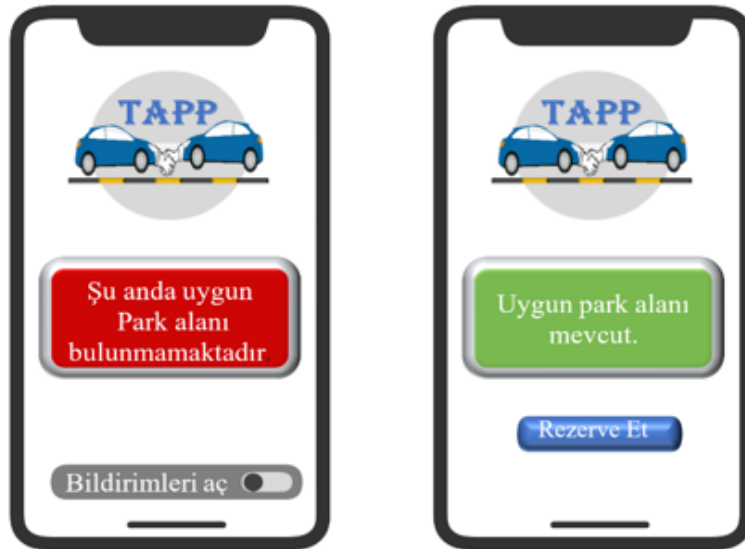 TAPP
Şu anda uygun
Park alanı
bulunmamaktadır.
Bildirimleri aç
TAPP
Uygun park alanı
mevcut.
Rezerve Et